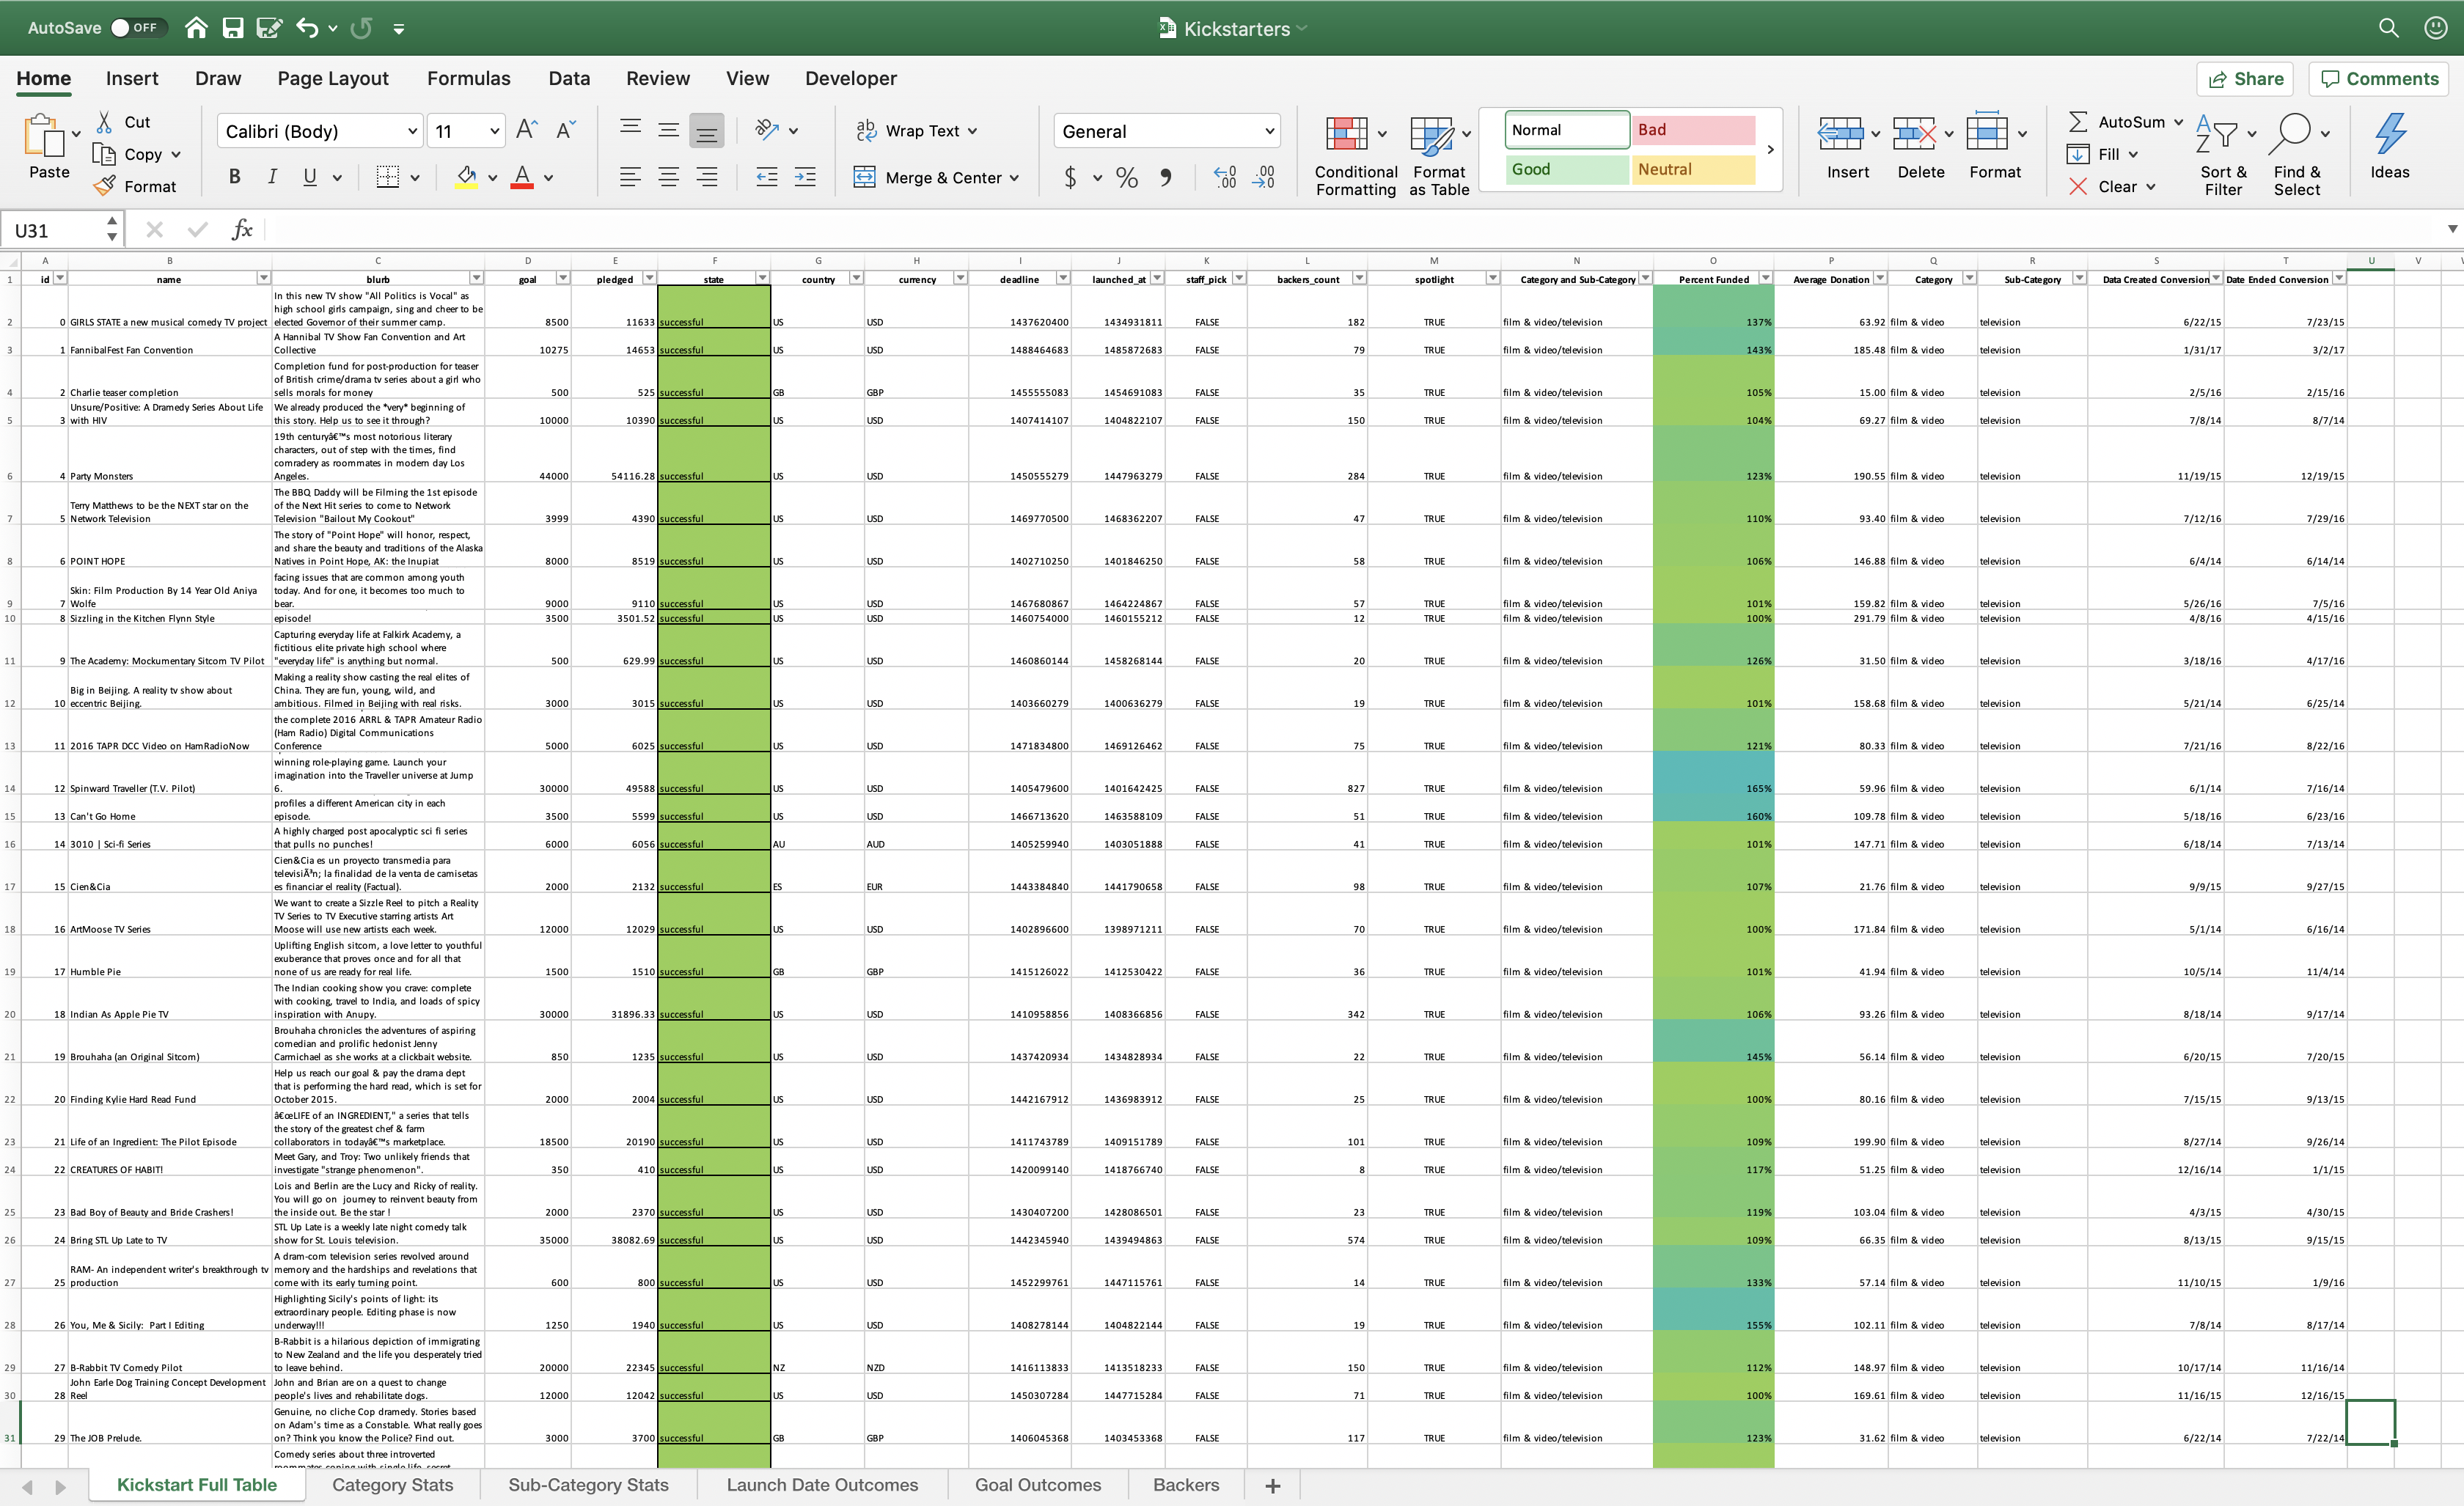 AutoSave OFF Kickstarters
Home Insert Draw Page Layout Formulas Data Review View Developer Share Comments
Paste Cut Copy Format Calibri (Body) 11 Wrap Text Merge & Center General Conditional Formatting Format as Table Normal Bad Good Neutral Insert Delete Format AutoSum Fill Clear Sort & Filter Find & Select Ideas
B I U $ % 
U31 fx
A B C D E F G H I J K L M N O P Q R S T U V
1 id name blurb goal pledged state country currency deadline launched_at staff_pick backers_count spotlight Category and Sub-Category Percent Funded Average Donation Category Sub-Category Data Created Conversion Date Ended Conversion
2 0 GIRLS STATE a new musical comedy TV project In this new TV show "All Politics is Vocal" as high school girls campaign, sing and cheer to be elected Governor of their summer camp. 8500 11633 successful US USD 1437620400 1434931811 FALSE 182 TRUE film & video/television 137% 63.92 film & video television 6/22/15 7/23/15
3 1 FannibalFest Fan Convention A Hannibal TV Show Fan Convention and Art Collective 10275 14653 successful US USD 1488464683 1485872683 FALSE 79 TRUE film & video/television 143% 185.48 film & video television 1/31/17 3/2/17
4 2 Charlie teaser completion Completion fund for post-production for teaser of British crime/drama tv series about a girl who sells morals for money 500 525 successful GB GBP 1455555083 1454691083 FALSE 35 TRUE film & video/television 105% 15.00 film & video television 2/5/16 2/15/16
5 3 Unsure/Positive: A Dramedy Series About Life with HIV We already produced the *very* beginning of this story. Help us to see it through? 10000 10390 successful US USD 1407414107 1404822107 FALSE 150 TRUE film & video/television 104% 69.27 film & video television 7/8/14 8/7/14
6 4 Party Monsters 19th centuryâ€™s most notorious literary characters, out of step with the times, find comradery as roommates in modern day Los Angeles. 44000 54116.28 successful US USD 1450555279 1447963279 FALSE 284 TRUE film & video/television 123% 190.55 film & video television 11/19/15 12/19/15
7 5 Terry Matthews to be the NEXT star on the Network Television The BBQ Daddy will be Filming the 1st episode of the Next Hit series to come to Network Television "Bailout My Cookout" 3999 4390 successful US USD 1469770500 1468362207 FALSE 47 TRUE film & video/television 110% 93.40 film & video television 7/12/16 7/29/16
8 6 POINT HOPE The story of "Point Hope" will honor, respect, and share the beauty and traditions of the Alaska Natives in Point Hope, AK: the Inupiat 8000 8519 successful US USD 1402710250 1401846250 FALSE 58 TRUE film & video/television 106% 146.88 film & video television 6/4/14 6/14/14
9 7 Skin: Film Production By 14 Year Old Aniya Wolfe facing issues that are common among youth today. And for one, it becomes too much to bear. 9000 9110 successful US USD 1467680867 1464224867 FALSE 57 TRUE film & video/television 101% 159.82 film & video television 5/26/16 7/5/16
10 8 Sizzling in the Kitchen Flynn Style episode! 3500 3501.52 successful US USD 1460754000 1460155212 FALSE 12 TRUE film & video/television 100% 291.79 film & video television 4/8/16 4/15/16
11 9 The Academy: Mockumentary Sitcom TV Pilot Capturing everyday life at Falkirk Academy, a fictitious elite private high school where "everyday life" is anything but normal. 500 629.99 successful US USD 1460860144 1458268144 FALSE 20 TRUE film & video/television 126% 31.50 film & video television 3/18/16 4/17/16
12 10 Big in Beijing. A reality tv show about eccentric Beijing. Making a reality show casting the real elites of China. They are fun, young, wild, and ambitious. Filmed in Beijing with real risks. 3000 3015 successful US USD 1403660279 1400636279 FALSE 19 TRUE film & video/television 101% 158.68 film & video television 5/21/14 6/25/14
13 11 2016 TAPR DCC Video on HamRadioNow the complete 2016 ARRL & TAPR Amateur Radio (Ham Radio) Digital Communications Conference 5000 6025 successful US USD 1471834800 1469126462 FALSE 75 TRUE film & video/television 121% 80.33 film & video television 7/21/16 8/22/16
14 12 Spinward Traveller (T.V. Pilot) winning role-playing game. Launch your imagination into the Traveller universe at Jump 6. 30000 49588 successful US USD 1405479600 1401642425 FALSE 827 TRUE film & video/television 165% 59.96 film & video television 6/1/14 7/16/14
15 13 Can't Go Home profiles a different American city in each episode. 3500 5599 successful US USD 1466713620 1463588109 FALSE 51 TRUE film & video/television 160% 109.78 film & video television 5/18/16 6/23/16
16 14 3010 | Sci-fi Series A highly charged post apocalyptic sci fi series that pulls no punches! 6000 6056 successful AU AUD 1405259940 1403051888 FALSE 41 TRUE film & video/television 101% 147.71 film & video television 6/18/14 7/13/14
17 15 Cien&Cia Cien&Cia es un proyecto transmedia para televisiÃ³n; la finalidad de la venta de camisetas es financiar el reality (Factual). 2000 2132 successful ES EUR 1443384840 1441790658 FALSE 98 TRUE film & video/television 107% 21.76 film & video television 9/9/15 9/27/15
18 16 ArtMoose TV Series We want to create a Sizzle Reel to pitch a Reality TV Series to TV Executive starring artists Art Moose will use new artists each week. 12000 12029 successful US USD 1402896600 1398971211 FALSE 70 TRUE film & video/television 100% 171.84 film & video television 5/1/14 6/16/14
19 17 Humble Pie Uplifting English sitcom, a love letter to youthful exuberance that proves once and for all that none of us are ready for real life. 1500 1510 successful GB GBP 1415126022 1412530422 FALSE 36 TRUE film & video/television 101% 41.94 film & video television 10/5/14 11/4/14
20 18 Indian As Apple Pie TV The Indian cooking show you crave: complete with cooking, travel to India, and loads of spicy inspiration with Anupy. 30000 31896.33 successful US USD 1410958856 1408366856 FALSE 342 TRUE film & video/television 106% 93.26 film & video television 8/18/14 9/17/14
21 19 Brouhaha (an Original Sitcom) Brouhaha chronicles the adventures of aspiring comedian and prolific hedonist Jenny Carmichael as she works at a clickbait website. 850 1235 successful US USD 1437420934 1434828934 FALSE 22 TRUE film & video/television 145% 56.14 film & video television 6/20/15 7/20/15
22 20 Finding Kylie Hard Read Fund Help us reach our goal & pay the drama dept that is performing the hard read, which is set for October 2015. 2000 2004 successful US USD 1442167912 1436983912 FALSE 25 TRUE film & video/television 100% 80.16 film & video television 7/15/15 9/13/15
23 21 Life of an Ingredient: The Pilot Episode â€œLIFE of an INGREDIENT," a series that tells the story of the greatest chef & farm collaborators in todayâ€™s marketplace. 18500 20190 successful US USD 1411743789 1409151789 FALSE 101 TRUE film & video/television 109% 199.90 film & video television 8/27/14 9/26/14
24 22 CREATURES OF HABIT! Meet Gary, and Troy: Two unlikely friends that investigate "strange phenomenon". 350 410 successful US USD 1420099140 1418766740 FALSE 8 TRUE film & video/television 117% 51.25 film & video television 12/16/14 1/1/15
25 23 Bad Boy of Beauty and Bride Crashers! Lois and Berlin are the Lucy and Ricky of reality. You will go on journey to reinvent beauty from the inside out. Be the star ! 2000 2370 successful US USD 1430407200 1428086501 FALSE 23 TRUE film & video/television 119% 103.04 film & video television 4/3/15 4/30/15
26 24 Bring STL Up Late to TV STL Up Late is a weekly late night comedy talk show for St. Louis television. 35000 38082.69 successful US USD 1442345940 1439494863 FALSE 574 TRUE film & video/television 109% 66.35 film & video television 8/13/15 9/15/15
27 25 RAM- An independent writer's breakthrough tv production A dram-com television series revolved around memory and the hardships and revelations that come with its early turning point. 600 800 successful US USD 1452299761 1447115761 FALSE 14 TRUE film & video/television 133% 57.14 film & video television 11/10/15 1/9/16
28 26 You, Me & Sicily: Part I Editing Highlighting Sicily's points of light: its extraordinary people. Editing phase is now underway!!! 1250 1940 successful US USD 1408278144 1404822144 FALSE 19 TRUE film & video/television 155% 102.11 film & video television 7/8/14 8/17/14
29 27 B-Rabbit TV Comedy Pilot B-Rabbit is a hilarious depiction of immigrating to New Zealand and the life you desperately tried to leave behind. 20000 22345 successful NZ NZD 1416113833 1413518233 FALSE 150 TRUE film & video/television 112% 148.97 film & video television 10/17/14 11/16/14
30 28 John Earle Dog Training Concept Development Reel John and Brian are on a quest to change people's lives and rehabilitate dogs. 12000 12042 successful US USD 1450307284 1447715284 FALSE 71 TRUE film & video/television 100% 169.61 film & video television 11/16/15 12/16/15
31 29 The JOB Prelude. Genuine, no cliche Cop dramedy. Stories based on Adam's time as a Constable. What really goes on? Think you know the Police? Find out. 3000 3700 successful GB GBP 1406045368 1403453368 FALSE 117 TRUE film & video/television 123% 31.62 film & video television 6/22/14 7/22/14
Comedy series about three introverted
Kickstart Full Table Category Stats Sub-Category Stats Launch Date Outcomes Goal Outcomes Backers +